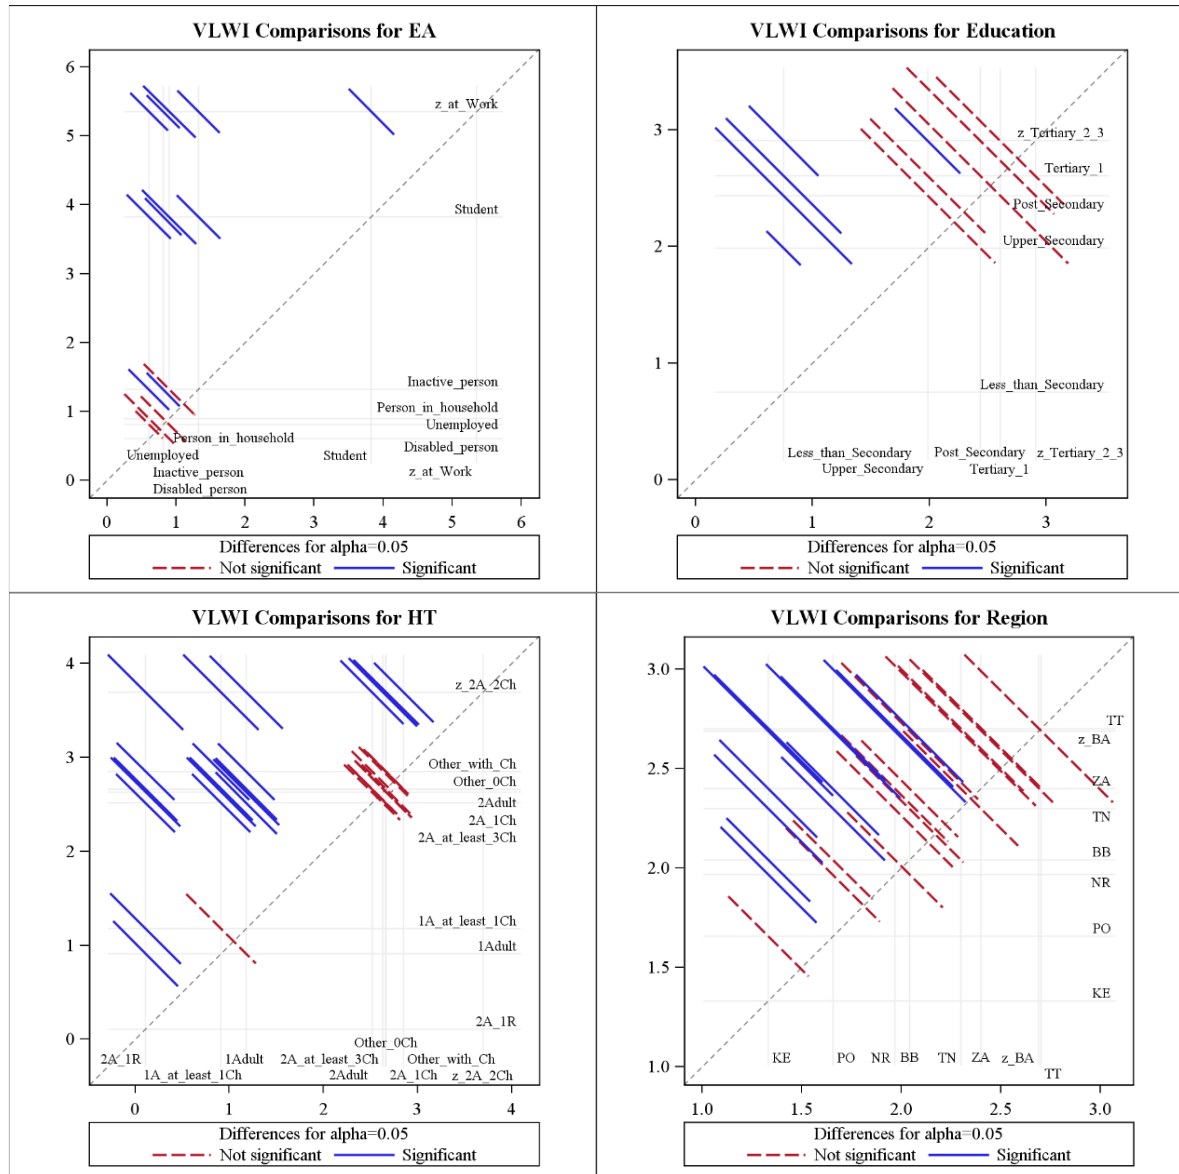 VLWI Comparisons for EA
6
5
4
3
2
1
0
z_at_Work
Student
Inactive_person
Person_in_household
Unemployed
Disabled_person
z_at_Work
Person_in_household
Unemployed
Student
Inactive_person
Disabled_person
0 1 2 3 4 5 6
Differences for alpha=0.05
Not significant Significant
VLWI Comparisons for Education
3
2
1
0
z_Tertiary_2_3
Tertiary_1
Post_Secondary
Upper_Secondary
Less_than_Secondary
Less_than_Secondary Post_Secondary z_Tertiary_2_3
Upper_Secondary Tertiary_1
0 1 2 3
Differences for alpha=0.05
Not significant Significant
VLWI Comparisons for HT
4
3
2
1
0
z_2A_2Ch
Other_with_Ch
Other_0Ch
2Adult
2A_1Ch
2A_at_least_3Ch
1A_at_least_1Ch
1Adult
2A_1R
Other_0Ch
2A_1R 1Adult 2A_at_least_3Ch Other_with_Ch
1A_at_least_1Ch 2Adult 2A_1Ch z_2A_2Ch
0 1 2 3 4
Differences for alpha=0.05
Not significant Significant
VLWI Comparisons for Region
3.0
2.5
2.0
1.5
1.0
TT
z_BA
ZA
TN
BB
NR
PO
KE
KE PO NR BB TN ZA z_BA
TT
1.0 1.5 2.0 2.5 3.0
Differences for alpha=0.05
Not significant Significant